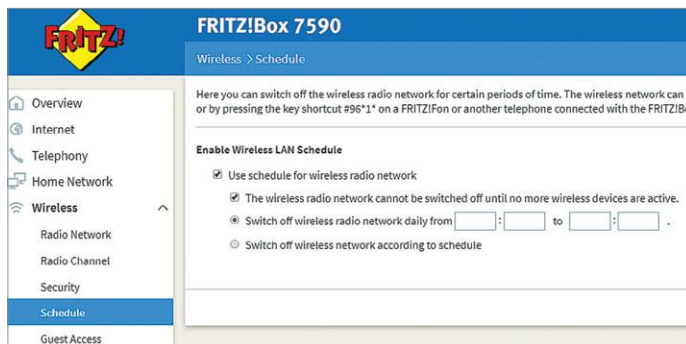 FRITZ!
FRITZ!Box 7590
Wireless > Schedule
Overview
Internet
Telephony
Home Network
Wireless
Radio Network
Radio Channel
Security
Schedule
Guest Access
Here you can switch off the wireless radio network for certain periods of time. The wireless network can
or by pressing the key shortcut #96*1* on a FRITZ!Fon or another telephone connected with the FRITZ!B
Enable Wireless LAN Schedule
Use schedule for wireless radio network
The wireless radio network cannot be switched off until no more wireless devices are active.
Switch off wireless radio network daily from : to : .
Switch off wireless network according to schedule